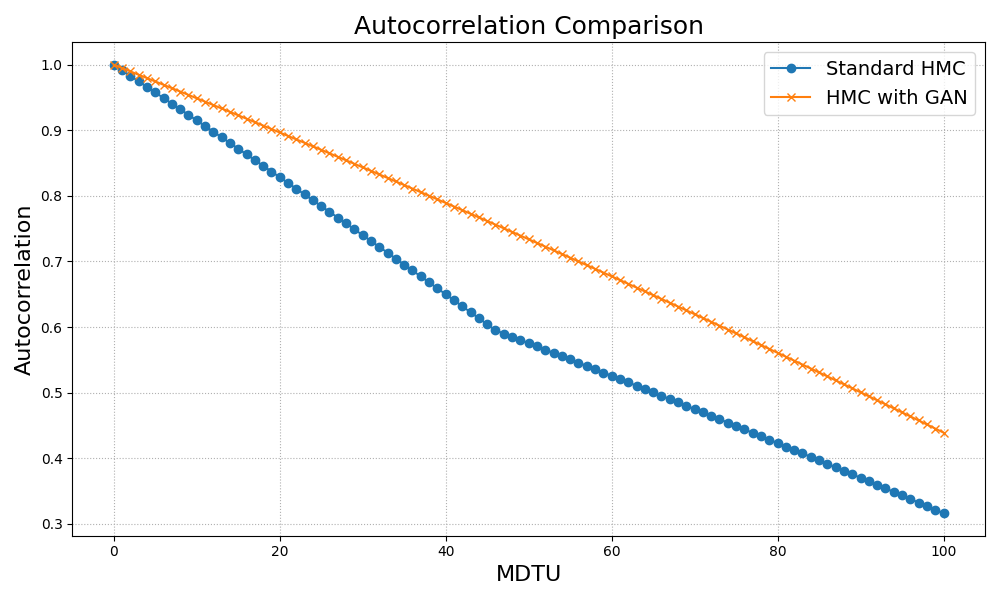 Autocorrelation Comparison
Standard HMC
HMC with GAN
Autocorrelation
1.0
0.9
0.8
0.7
0.6
0.5
0.4
0.3
0
20
40
60
80
100
MDTU